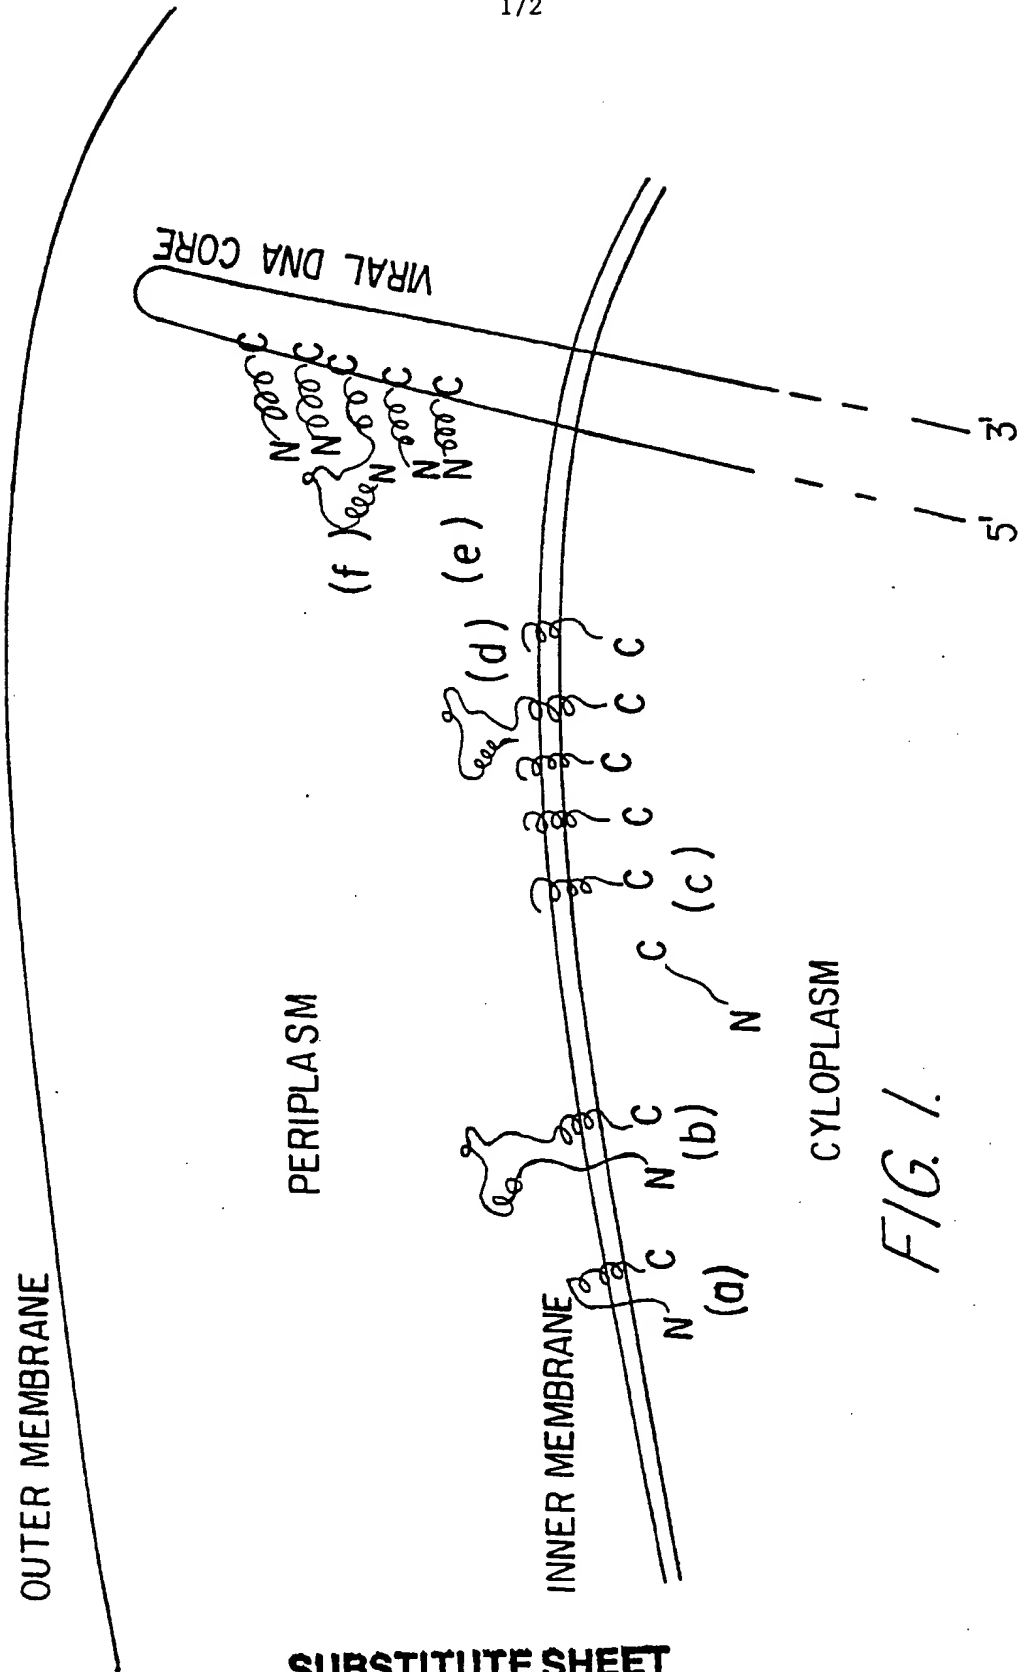 1/2
OUTER MEMBRANE
PERIPLASM
INNER MEMBRANE
VIRAL DNA CORE
C
C
C
C
C
N
N
N
N
N
(f)
(e)
(d)
C
C
C
C
C
(c)
C
N
C
N
(b)
C
N
(a)
5'
3'
CYLOPLASM
FIG. 1.
SUBSTITUTE SHEET